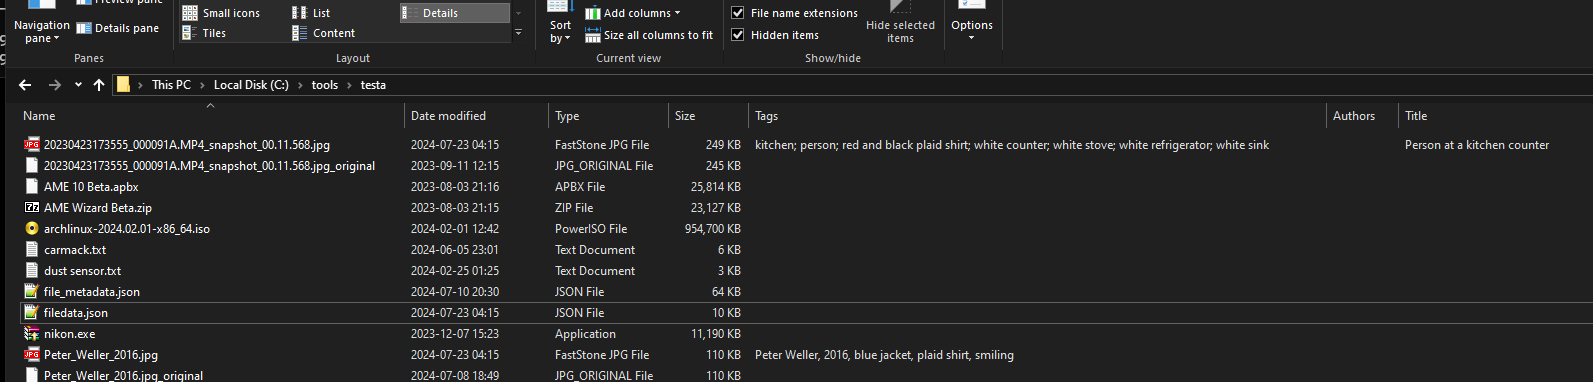 Preview pane
Navigation
pane
Details pane
Panes
Small icons
List
Details
Tiles
Content
Layout
Sort
by
Add columns
Size all columns to fit
Current view
File name extensions
Hidden items
Hide selected
items
Show/hide
Options
This PC > Local Disk (C:) > tools > testa
Name Date modified Type Size Tags Authors Title
20230423173555_000091A.MP4_snapshot_00.11.568.jpg 2024-07-23 04:15 FastStone JPG File 249 KB kitchen; person; red and black plaid shirt; white counter; white stove; white refrigerator; white sink Person at a kitchen counter
20230423173555_000091A.MP4_snapshot_00.11.568.jpg_original 2023-09-11 12:15 JPG_ORIGINAL File 245 KB
AME 10 Beta.apbx 2023-08-03 21:16 APBX File 25,814 KB
AME Wizard Beta.zip 2023-08-03 21:15 ZIP File 23,127 KB
archlinux-2024.02.01-x86_64.iso 2024-02-01 12:42 PowerISO File 954,700 KB
carmack.txt 2024-06-05 23:01 Text Document 6 KB
dust sensor.txt 2024-02-25 01:25 Text Document 3 KB
file_metadata.json 2024-07-10 20:30 JSON File 64 KB
filedata.json 2024-07-23 04:15 JSON File 10 KB
nikon.exe 2023-12-07 15:23 Application 11,190 KB
Peter_Weller_2016.jpg 2024-07-23 04:15 FastStone JPG File 110 KB Peter Weller, 2016, blue jacket, plaid shirt, smiling
Peter_Weller_2016.jpg_original 2024-07-08 18:49 JPG_ORIGINAL File 110 KB